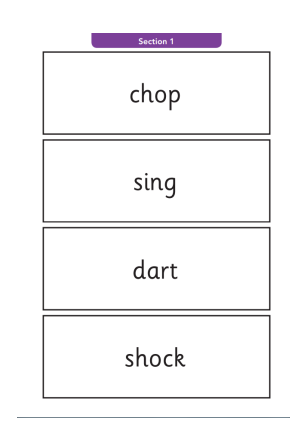 Section 1
chop
sing
dart
shock